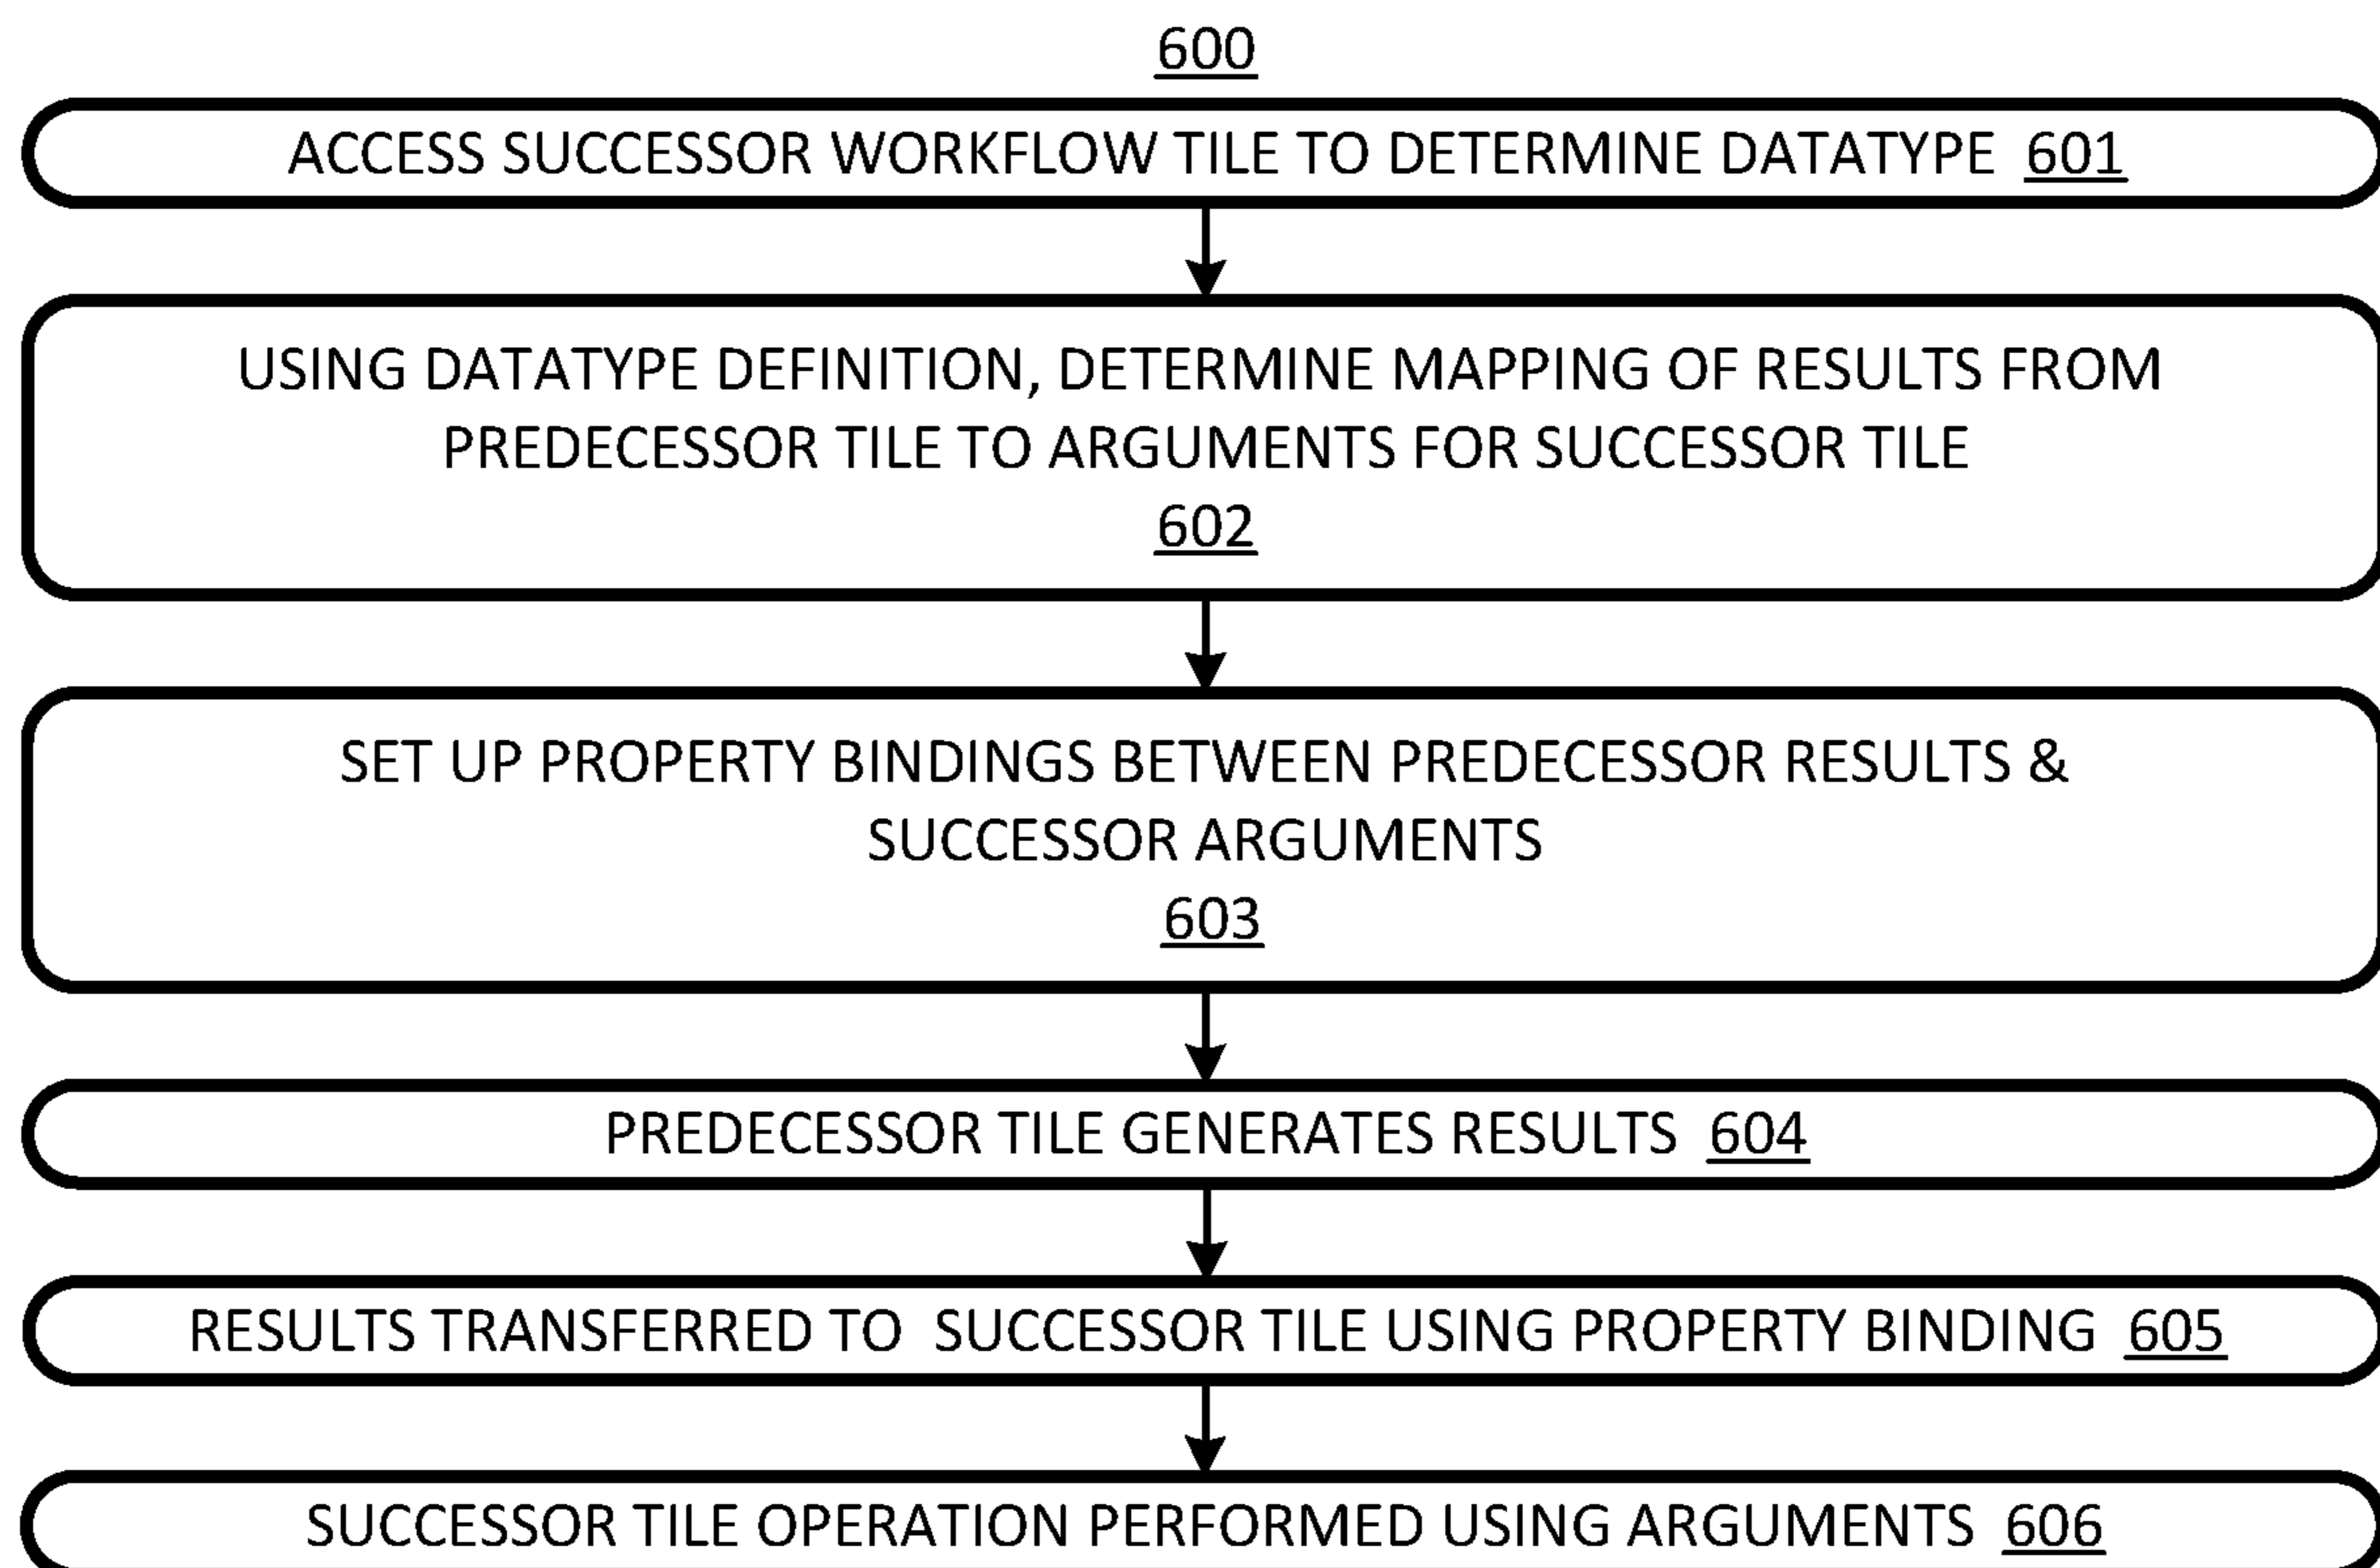 600
ACCESS SUCCESSOR WORKFLOW TILE TO DETERMINE DATATYPE 601
USING DATATYPE DEFINITION, DETERMINE MAPPING OF RESULTS FROM
PREDECESSOR TILE TO ARGUMENTS FOR SUCCESSOR TILE
602
SET UP PROPERTY BINDINGS BETWEEN PREDECESSOR RESULTS &
SUCCESSOR ARGUMENTS
603
PREDECESSOR TILE GENERATES RESULTS 604
RESULTS TRANSFERRED TO SUCCESSOR TILE USING PROPERTY BINDING 605
SUCCESSOR TILE OPERATION PERFORMED USING ARGUMENTS 606